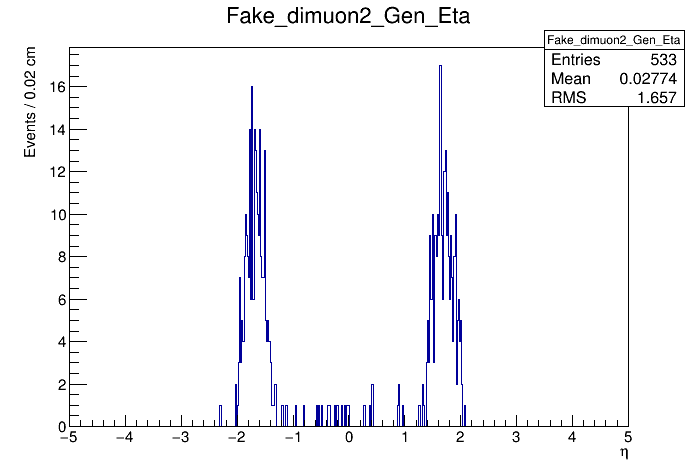 Fake_dimuon2_Gen_Eta
Fake_dimuon2_Gen_Eta
Entries 533
Mean 0.02774
RMS 1.657
Events / 0.02 cm
16
14
12
10
8
6
4
2
0
−5 −4 −3 −2 −1 0 1 2 3 4 5
η